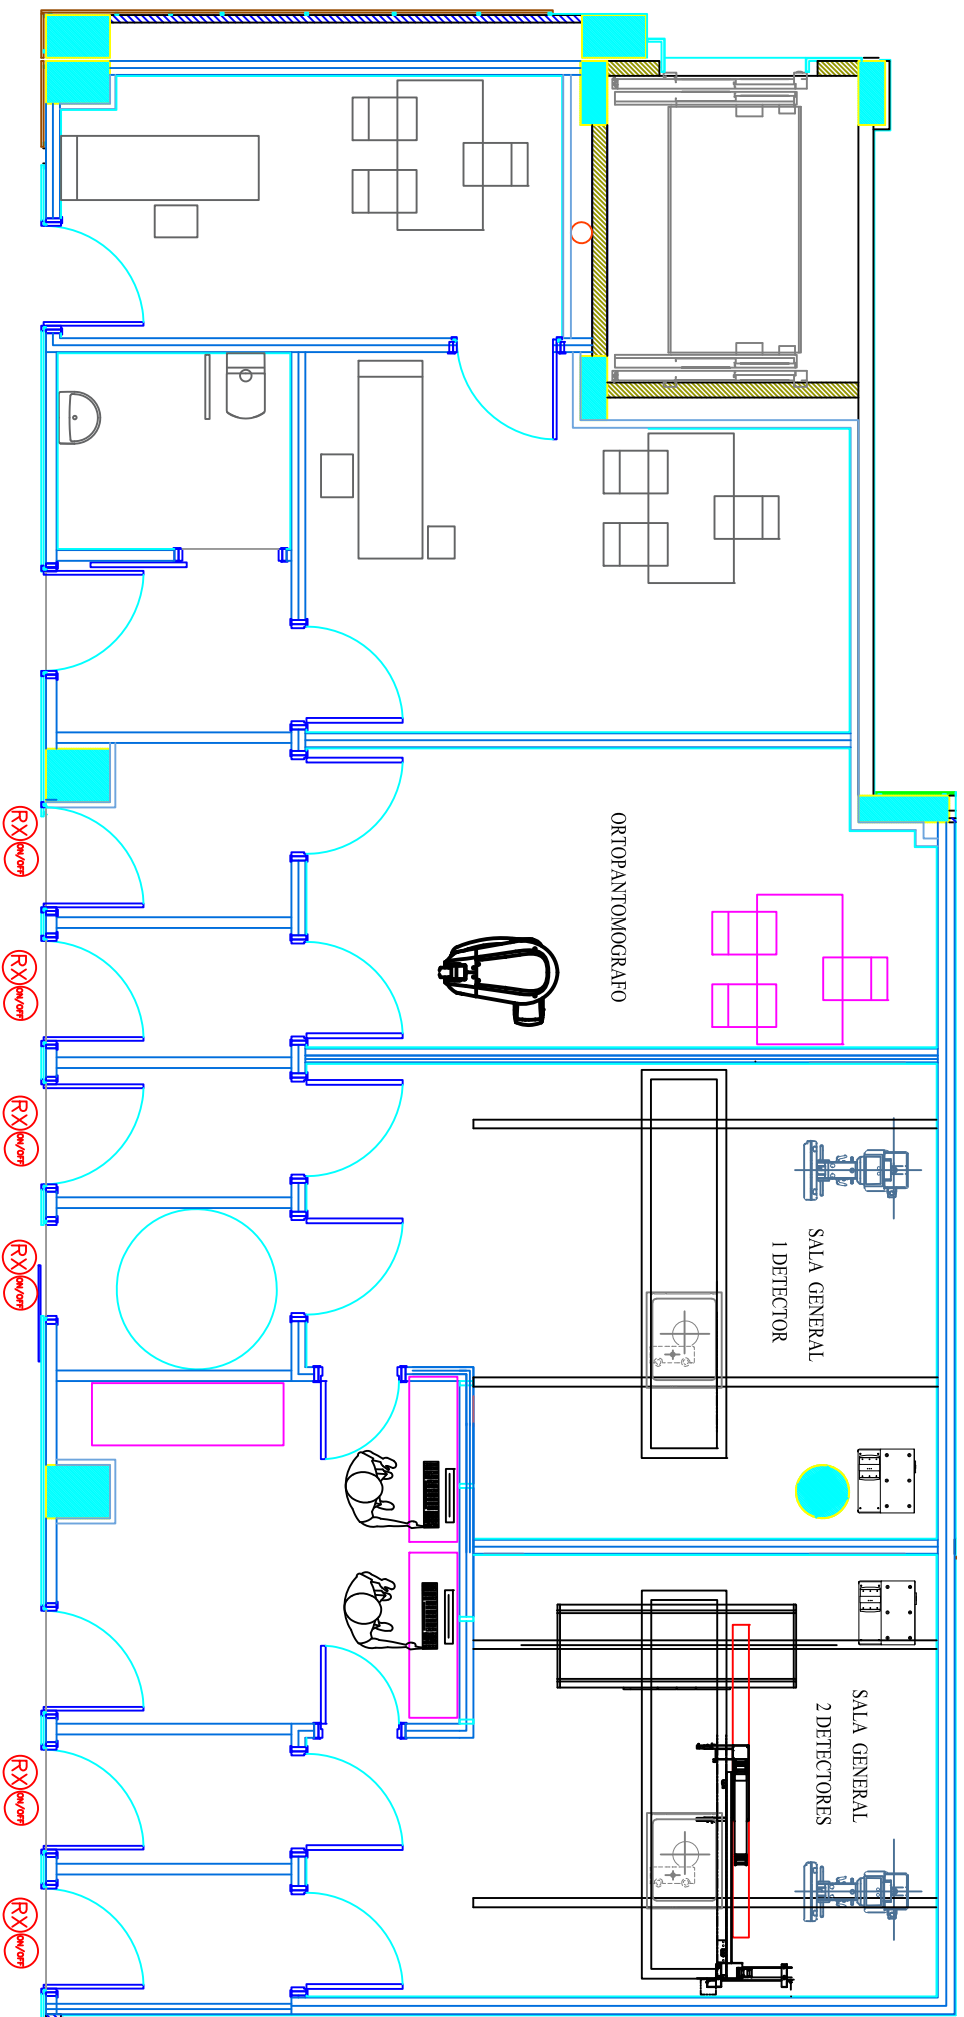 ORTOPANTOMOGRAFO
SALA GENERAL
1 DETECTOR
SALA GENERAL
2 DETECTORES
RX
ON/OFF
RX
ON/OFF
RX
ON/OFF
RX
ON/OFF
RX
ON/OFF
RX
ON/OFF